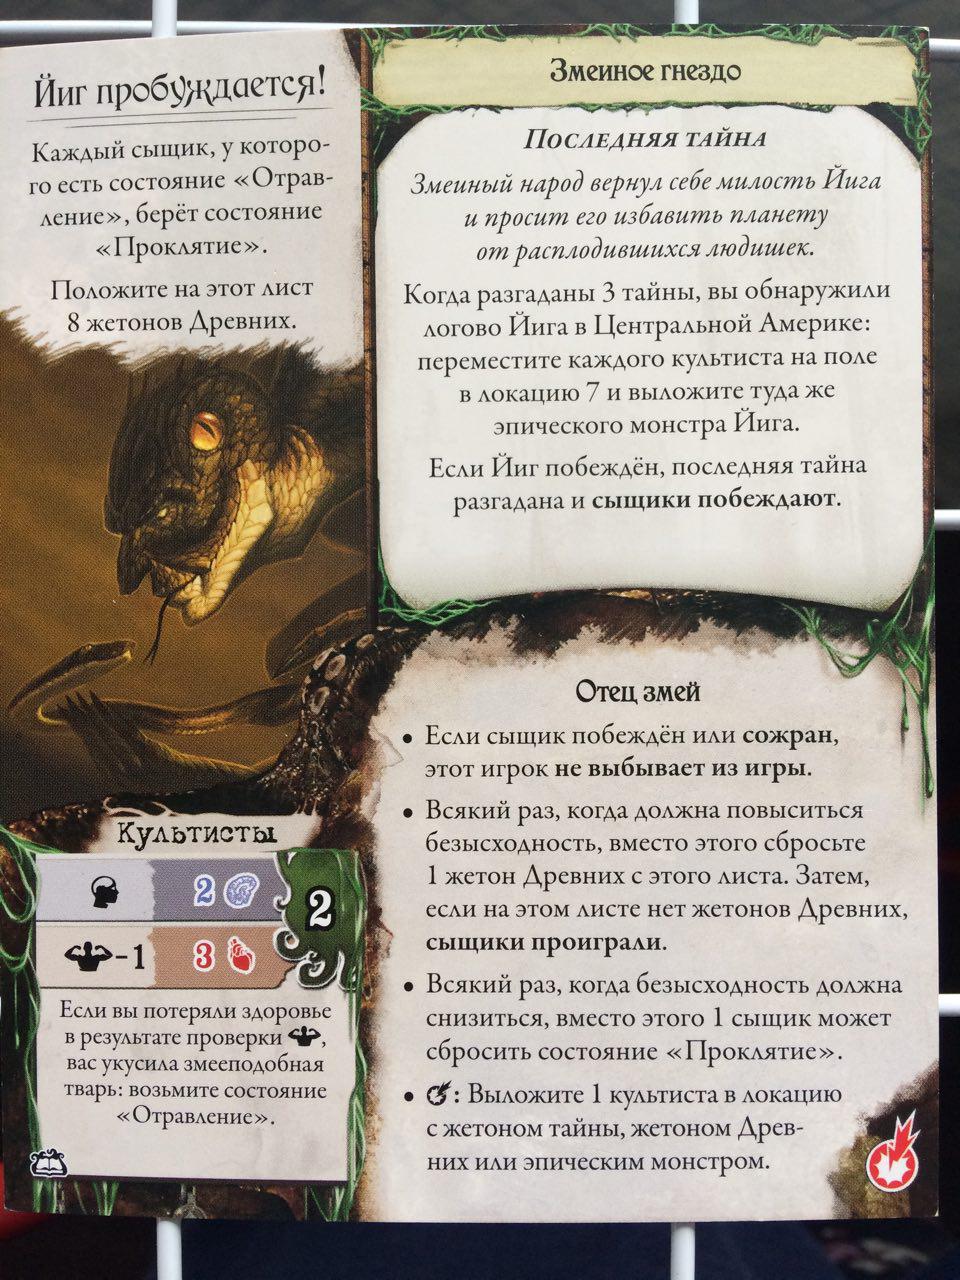 Йиг пробуждается!
Каждый сыщик, у которо-
го есть состояние «Отрав-
ление», берёт состояние
«Проклятие».
Положите на этот лист
8 жетонов Древних.
Змеиное гнездо
Последняя тайна
Змеиный народ вернул себе милость Йига
и просит его избавить планету
от расплодившихся людишек.
Когда разгаданы 3 тайны, вы обнаружили
логово Йига в Центральной Америке:
переместите каждого культиста на поле
в локацию 7 и выложите туда же
эпического монстра Йига.
Если Йиг побеждён, последняя тайна
разгадана и сыщики побеждают.
Отец змей
• Если сыщик побеждён или сожран,
этот игрок не выбывает из игры.
• Всякий раз, когда должна повыситься
безысходность, вместо этого сбросьте
1 жетон Древних с этого листа. Затем,
если на этом листе нет жетонов Древних,
сыщики проиграли.
• Всякий раз, когда безысходность должна
снизиться, вместо этого 1 сыщик может
сбросить состояние «Проклятие».
• : Выложите 1 культиста в локацию
с жетоном тайны, жетоном Древ-
них или эпическим монстром.
Культисты
2
2
-1
3
Если вы потеряли здоровье
в результате проверки ,
вас укусила змееподобная
тварь: возьмите состояние
«Отравление».